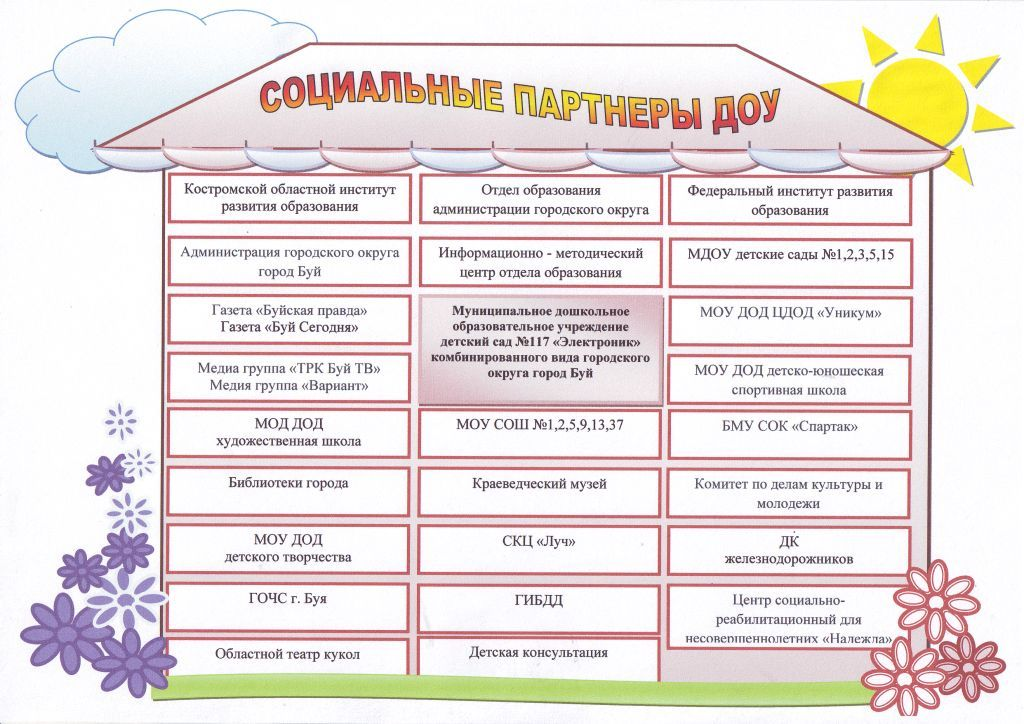 СОЦИАЛЬНЫЕ ПАРТНЕРЫ ДОУ
Костромской областной институт
развития образования
Отдел образования
администрации городского округа
Федеральный институт развития
образования
Администрация городского округа
город Буй
Информационно - методический
центр отдела образования
МДОУ детские сады №1,2,3,5,15
Газета «Буйская правда»
Газета «Буй Сегодня»
Муниципальное дошкольное
образовательное учреждение
детский сад №117 «Электроник»
комбинированного вида городского
округа город Буй
МОУ ДОД ЦДОД «Уникум»
Медиа группа «ТРК Буй ТВ»
Медия группа «Вариант»
МОУ ДОД детско-юношеская
спортивная школа
МОД ДОД
художественная школа
МОУ СОШ №1,2,5,9,13,37
БМУ СОК «Спартак»
Библиотеки города
Краеведческий музей
Комитет по делам культуры и
молодежи
МОУ ДОД
детского творчества
СКЦ «Луч»
ДК
железнодорожников
ГОЧС г. Буя
ГИБДД
Центр социально-
реабилитационный для
несовершеннолетних «Надежда»
Областной театр кукол
Детская консультация